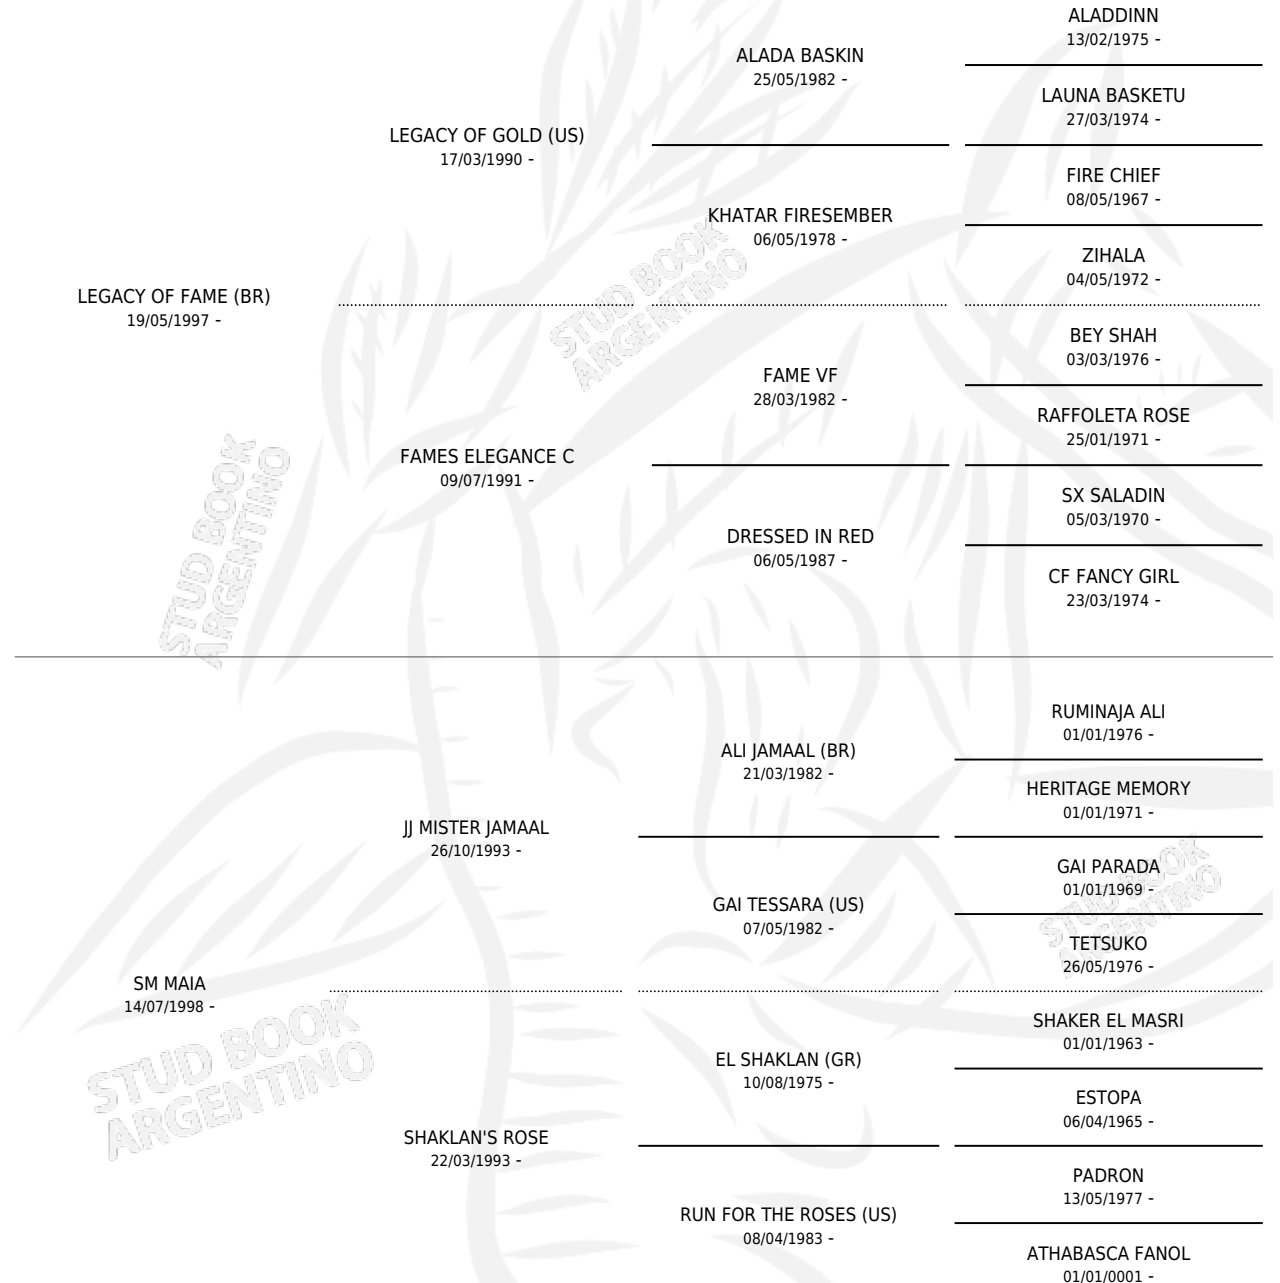 ALADDINN
13/02/1975 -
ALADA BASKIN
25/05/1982 -
LAUNA BASKETU
27/03/1974 -
LEGACY OF GOLD (US)
17/03/1990 -
FIRE CHIEF
08/05/1967 -
KHATAR FIRESEMBER
06/05/1978 -
ZIHALA
04/05/1972 -
LEGACY OF FAME (BR)
19/05/1997 -
STUD BOOK
ARGENTINO
BEY SHAH
03/03/1976 -
FAME VF
28/03/1982 -
RAFFOLETA ROSE
25/01/1971 -
FAMES ELEGANCE C
09/07/1991 -
SX SALADIN
05/03/1970 -
DRESSED IN RED
06/05/1987 -
CF FANCY GIRL
23/03/1974 -
STUD BOOK
ARGENTINO
RUMINAJA ALI
01/01/1976 -
ALI JAMAAL (BR)
21/03/1982 -
HERITAGE MEMORY
01/01/1971 -
JJ MISTER JAMAAL
26/10/1993 -
GAI PARADA
01/01/1969 -
GAI TESSARA (US)
07/05/1982 -
STUD BOOK
ARGENTINO
TETSUKO
26/05/1976 -
SM MAIA
14/07/1998 -
SHAKER EL MASRI
01/01/1963 -
EL SHAKLAN (GR)
10/08/1975 -
STUD BOOK
ARGENTINO
ESTOPA
06/04/1965 -
SHAKLAN'S ROSE
22/03/1993 -
PADRON
13/05/1977 -
RUN FOR THE ROSES (US)
08/04/1983 -
ATHABASCA FANOL
01/01/0001 -